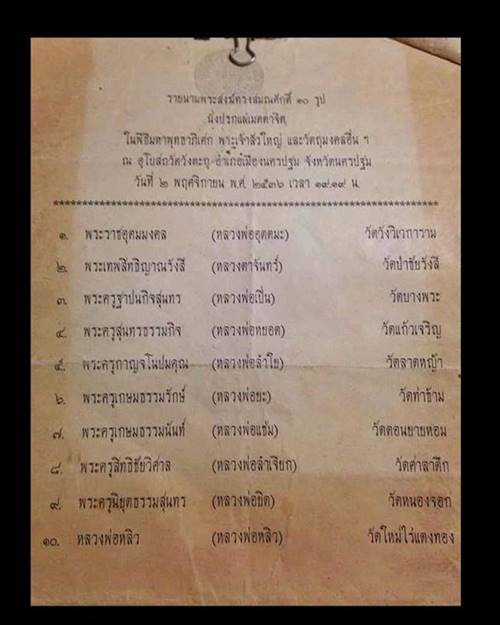 รายนามพระสงฆ์ทรงสมณศักดิ์ ๑๐ รูป
นั่งปรกแผ่เมตตาจิต
ในพิธีมหาพุทธาภิเศก พระเจ้าสัวใหญ่ และวัตถุมงคลอื่น ๆ
ณ อุโบสถวัดวังตะกู อำเภอเมืองนครปฐม จังหวัดนครปฐม
วันที่ ๒ พฤศจิกายน พ.ศ. ๒๕๓๖ เวลา ๑๙.๑๙ น.
๑. พระราชอุดมมงคล (หลวงพ่ออุตตมะ) วัดวังวิเวการาม
๒. พระเทพสิทธิญาณรังสี (หลวงตาจันทร์) วัดป่าชัยรังสี
๓. พระครูฐาปนกิจสุนทร (หลวงพ่อเปิ่น) วัดบางพระ
๔. พระครูสุนทรธรรมกิจ (หลวงพ่อหยอด) วัดแก้วเจริญ
๕. พระครูกาญจโนปมคุณ (หลวงพ่อลำใย) วัดลาดหญ้า
๖. พระครูเกษมธรรมรักษ์ (หลวงพ่อยะ) วัดท่าข้าม
๗. พระครูเกษมธรรมนันท์ (หลวงพ่อแช่ม) วัดดอนยายหอม
๘. พระครูสิทธิชัยวิศาล (หลวงพ่อลำเจียก) วัดศาลาตึก
๙. พระครูนิยุตธรรมสุนทร (หลวงพ่อยิด) วัดหนองจอก
๑๐. หลวงพ่อหลิว (หลวงพ่อหลิว) วัดใหม่ไร่แตงทอง